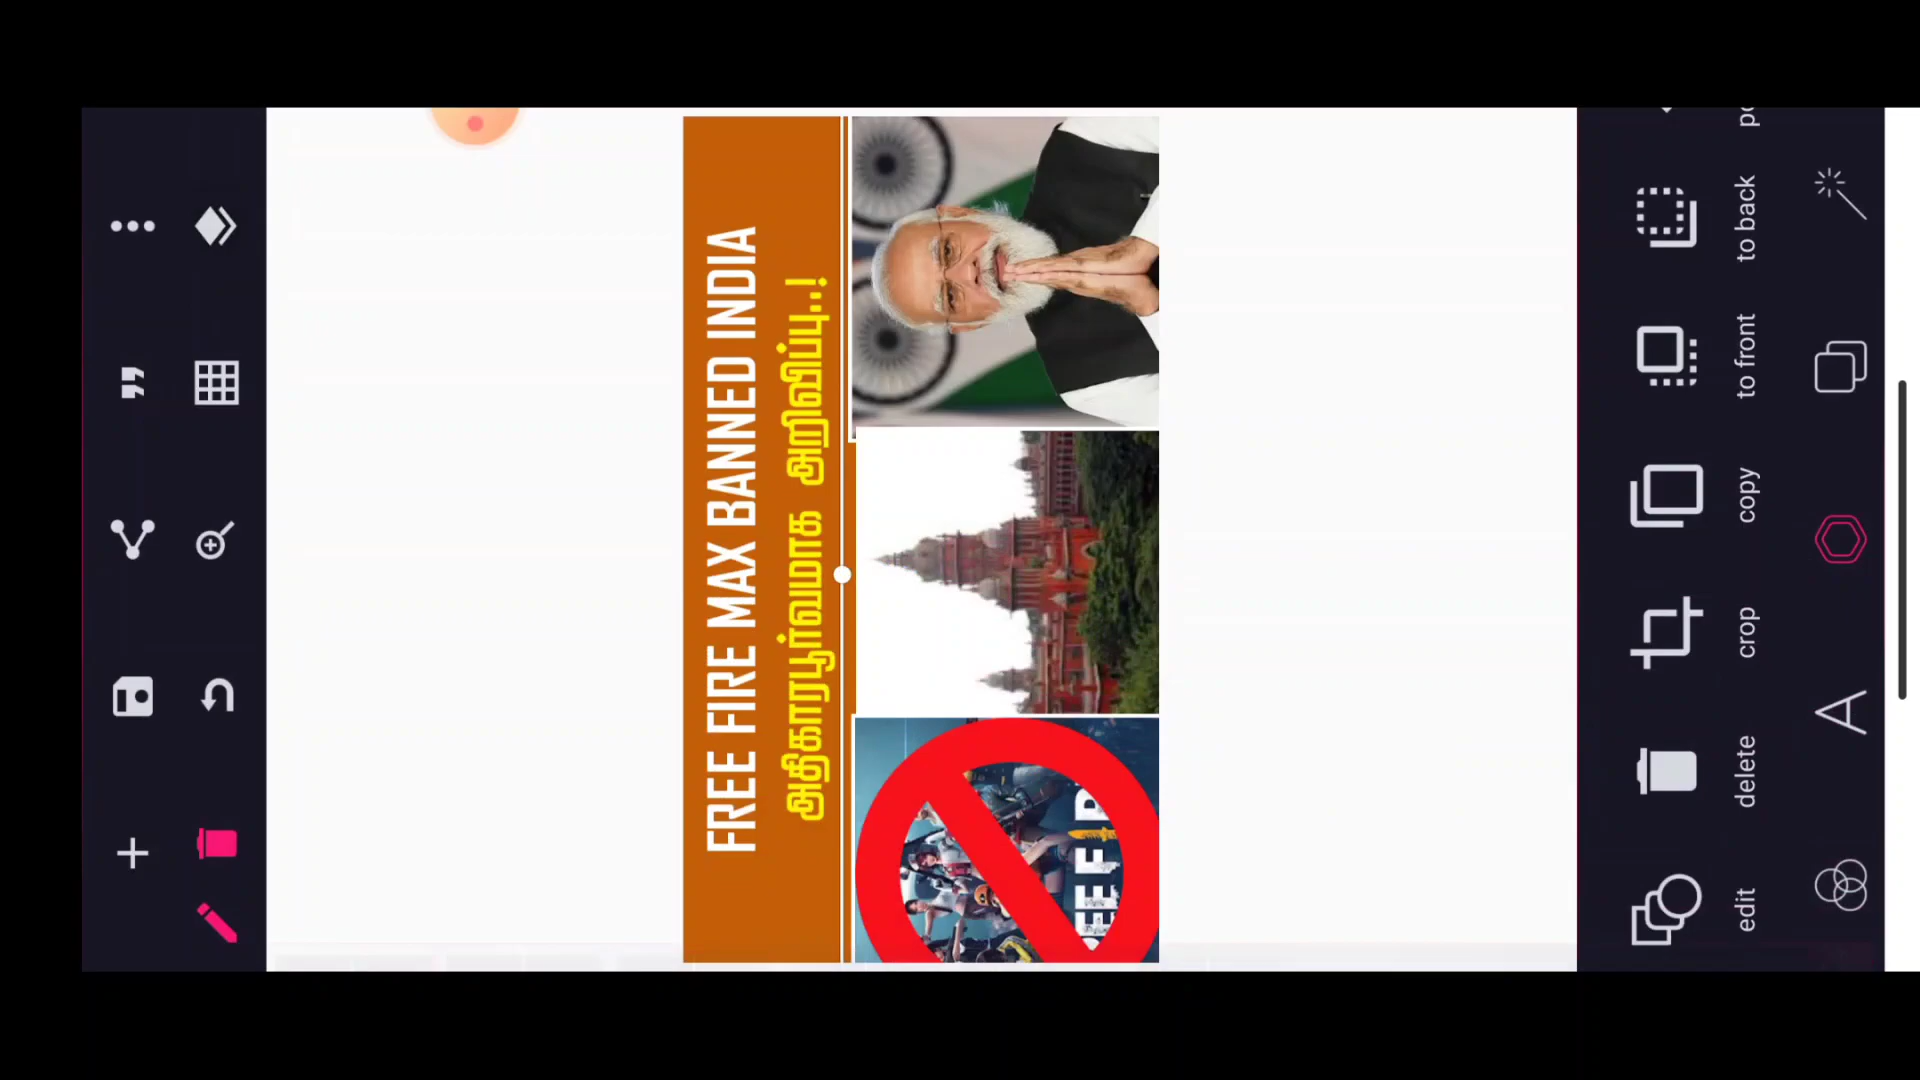 FREE FIRE MAX BANNED INDIA
அதிகாரபூர்வமாக அறிவிப்பு..!
edit
delete
crop
copy
to front
to back